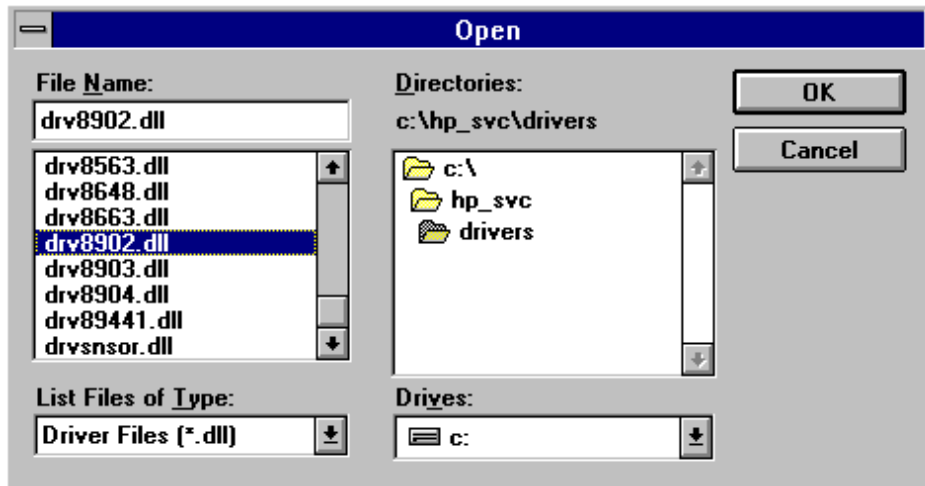 Open
File Name:
drv8902.dll
drv8563.dll
drv8648.dll
drv8663.dll
drv8902.dll
drv8903.dll
drv8904.dll
drv89441.dll
drvsnsor.dll
List Files of Type:
Driver Files (*.dll)
Directories:
c:\hp_svc\drivers
c:\
hp_svc
drivers
Drives:
c:
OK
Cancel